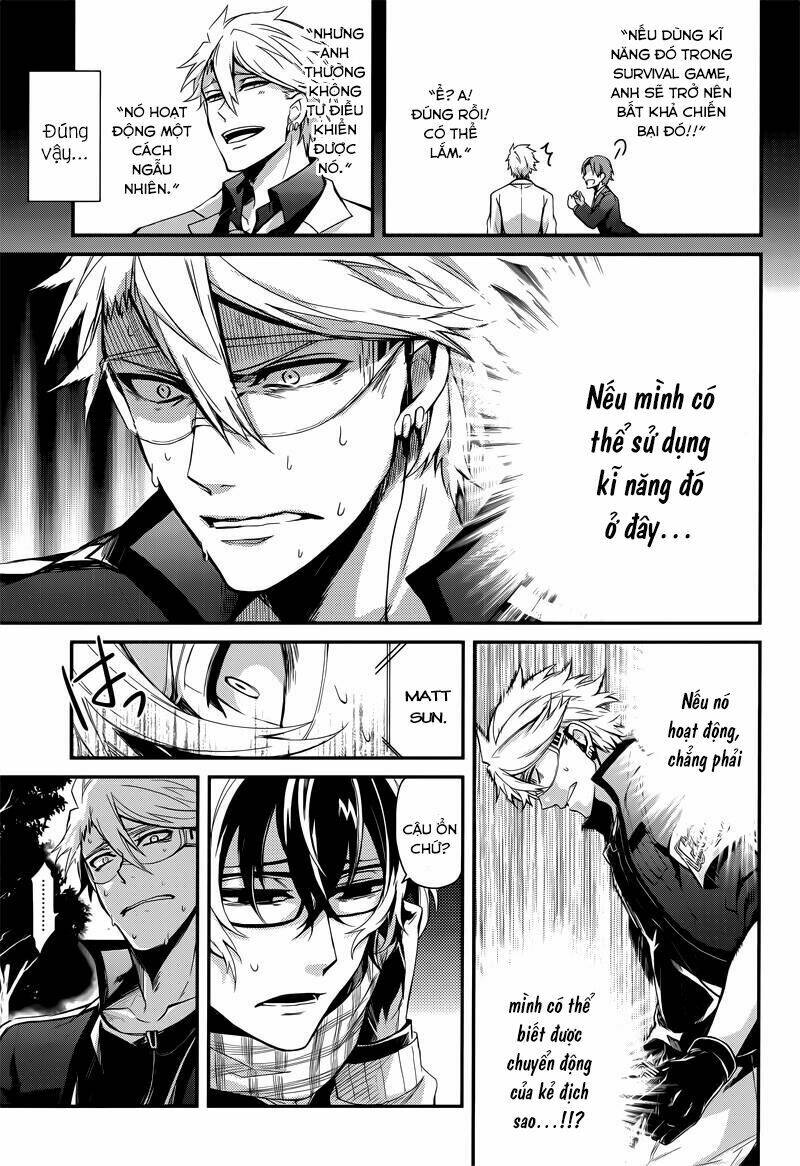 "NẾU DÙNG KĨ
NĂNG ĐÓ TRONG
SURVIVAL GAME,
ANH SẼ TRỞ NÊN
BẤT KHẢ CHIẾN
BẠI ĐÓ!!"
"Ể? A!
ĐÚNG RỒI!
CÓ THỂ
LẮM."
"NHƯNG
ANH
THƯỜNG
KHÔNG
TỰ ĐIỀU
KHIỂN
ĐƯỢC
NÓ."
"NÓ HOẠT
ĐỘNG MỘT
CÁCH
NGẪU
NHIÊN."
Đúng
vậy...
Nếu mình có
thể sử dụng
kĩ năng đó
ở đây...
Nếu nó
hoạt động,
chẳng phải
mình có thể
biết được
chuyển động
của kẻ địch
sao...!!?
MATT
SUN.
はっ
CẬU ỔN
CHỨ?
.........